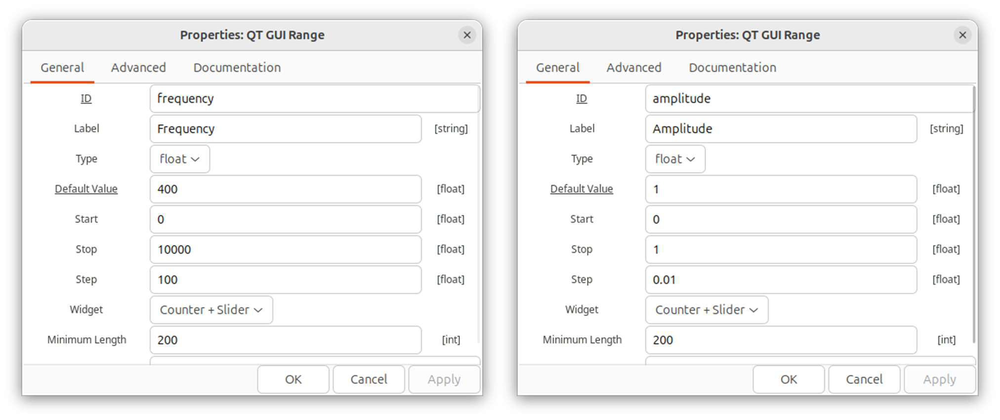 Properties: QT GUI Range
General Advanced Documentation
ID frequency
Label Frequency [string]
Type float
Default Value 400 [float]
Start 0 [float]
Stop 10000 [float]
Step 100 [float]
Widget Counter + Slider
Minimum Length 200 [int]
OK Cancel Apply
Properties: QT GUI Range
General Advanced Documentation
ID amplitude
Label Amplitude [string]
Type float
Default Value 1 [float]
Start 0 [float]
Stop 1 [float]
Step 0.01 [float]
Widget Counter + Slider
Minimum Length 200 [int]
OK Cancel Apply